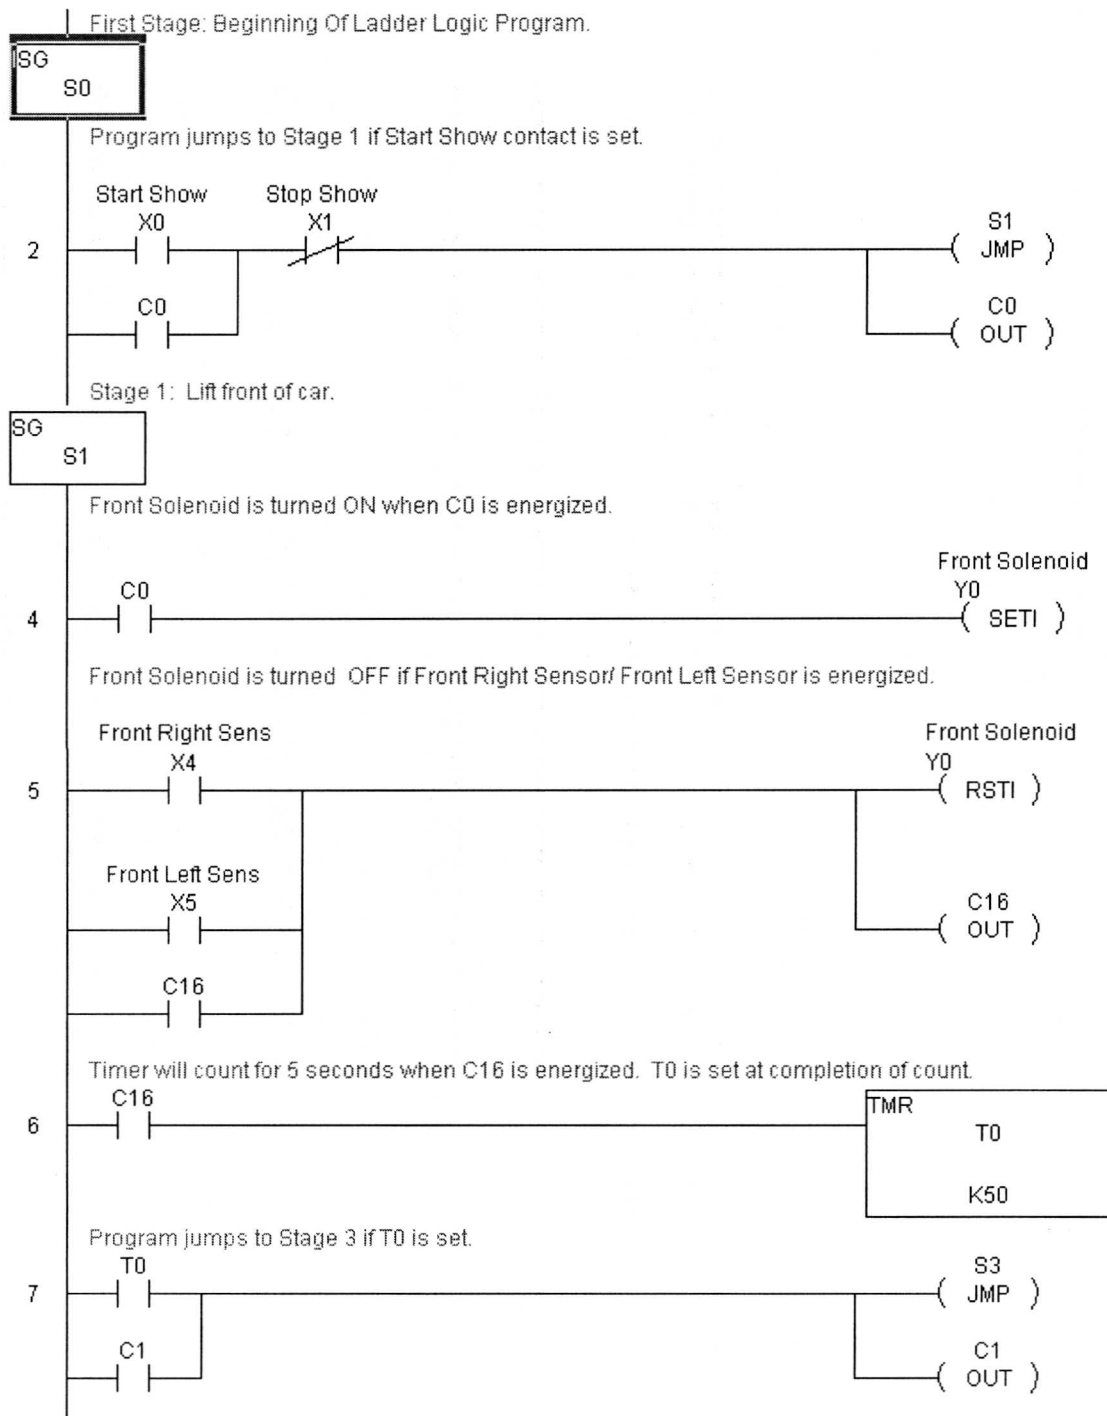 First Stage: Beginning Of Ladder Logic Program.
SG
S0
Program jumps to Stage 1 if Start Show contact is set.
Start Show Stop Show
X0 X1 S1
2 JMP
C0 C0
OUT
Stage 1: Lift front of car.
SG
S1
Front Solenoid is turned ON when C0 is energized.
Front Solenoid
C0 Y0
4 SETI
Front Solenoid is turned OFF if Front Right Sensor/ Front Left Sensor is energized.
Front Right Sens Front Solenoid
X4 Y0
5 RSTI
Front Left Sens
X5 C16
OUT
C16
Timer will count for 5 seconds when C16 is energized. T0 is set at completion of count.
C16 TMR
6 T0
K50
Program jumps to Stage 3 if T0 is set.
T0 S3
7 JMP
C1 C1
OUT